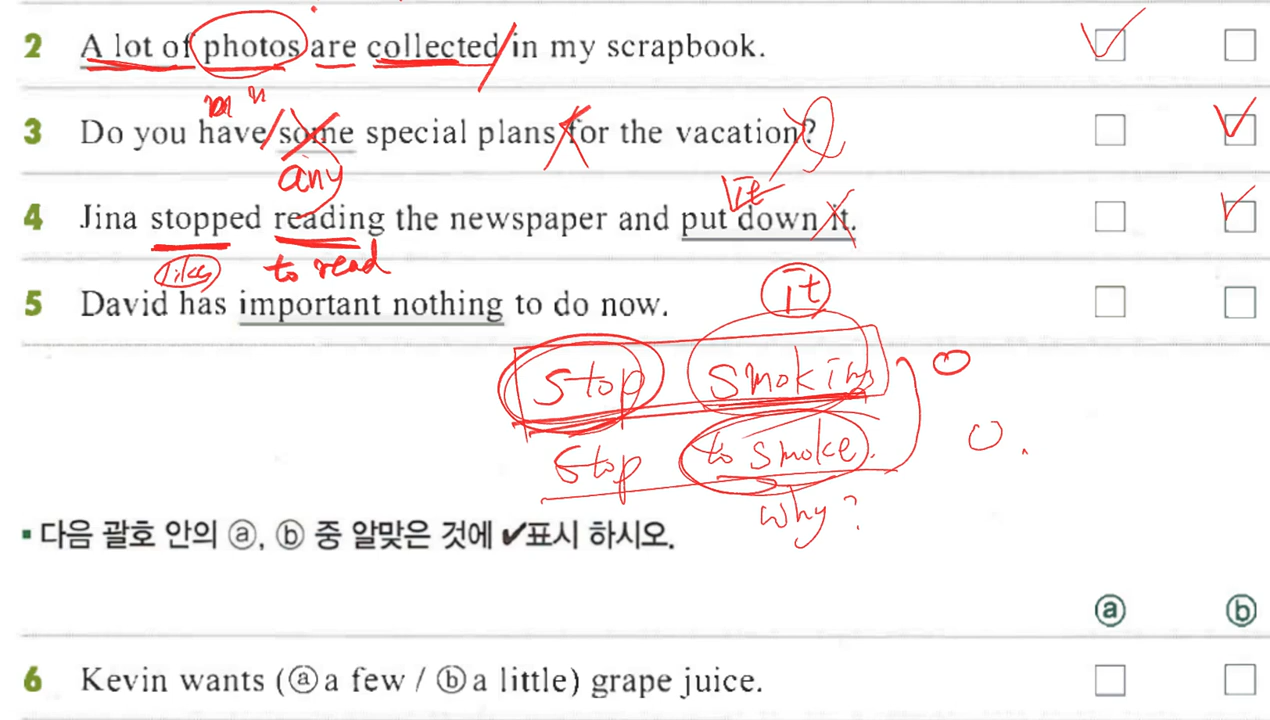 2 A lot of photos are collected in my scrapbook.
3 Do you have some special plans for the vacation?
any
it
4 Jina stopped reading the newspaper and put down it.
likes to read
it
5 David has important nothing to do now.
stop smoking
stop to smoke.
why?
▪ 다음 괄호 안의 ⓐ, ⓑ 중 알맞은 것에 ✔표시 하시오.
ⓐ ⓑ
6 Kevin wants (ⓐ a few / ⓑ a little) grape juice.